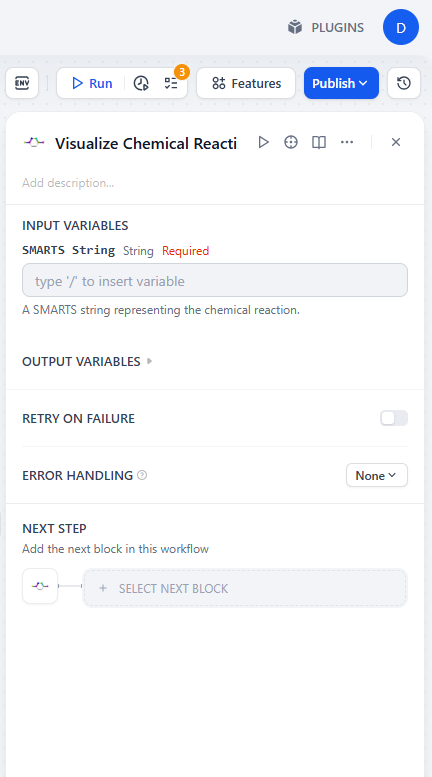 PLUGINS
D
ENV
Run
3
Features
Publish
Visualize Chemical Reacti
Add description...
INPUT VARIABLES
SMARTS String String Required
type '/' to insert variable
A SMARTS string representing the chemical reaction.
OUTPUT VARIABLES
RETRY ON FAILURE
ERROR HANDLING ?
None
NEXT STEP
Add the next block in this workflow
+ SELECT NEXT BLOCK